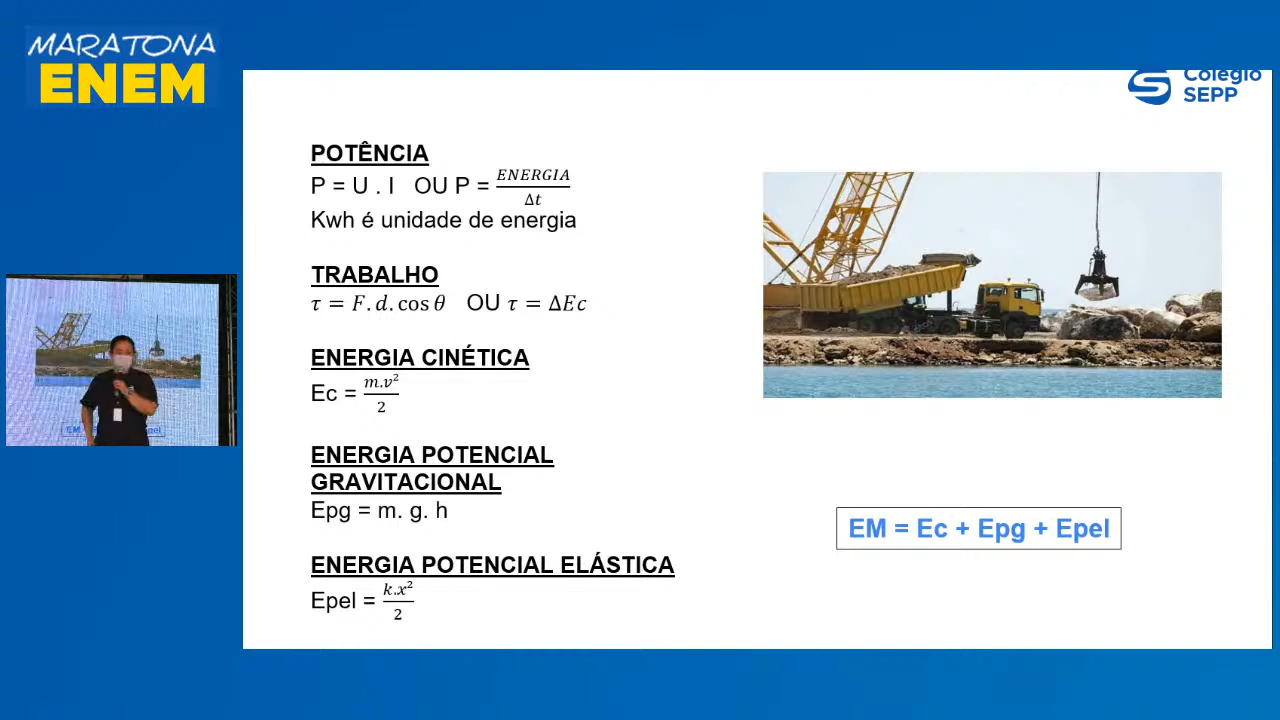 MARATONA
ENEM
Colégio
SEPP
POTÊNCIA
P = U . I OU P = ENERGIA/Δt
Kwh é unidade de energia
TRABALHO
τ = F. d. cos θ OU τ = ΔEc
ENERGIA CINÉTICA
Ec = m.v²/2
ENERGIA POTENCIAL
GRAVITACIONAL
Epg = m. g. h
ENERGIA POTENCIAL ELÁSTICA
Epel = k.x²/2
EM = Ec + Epg + Epel